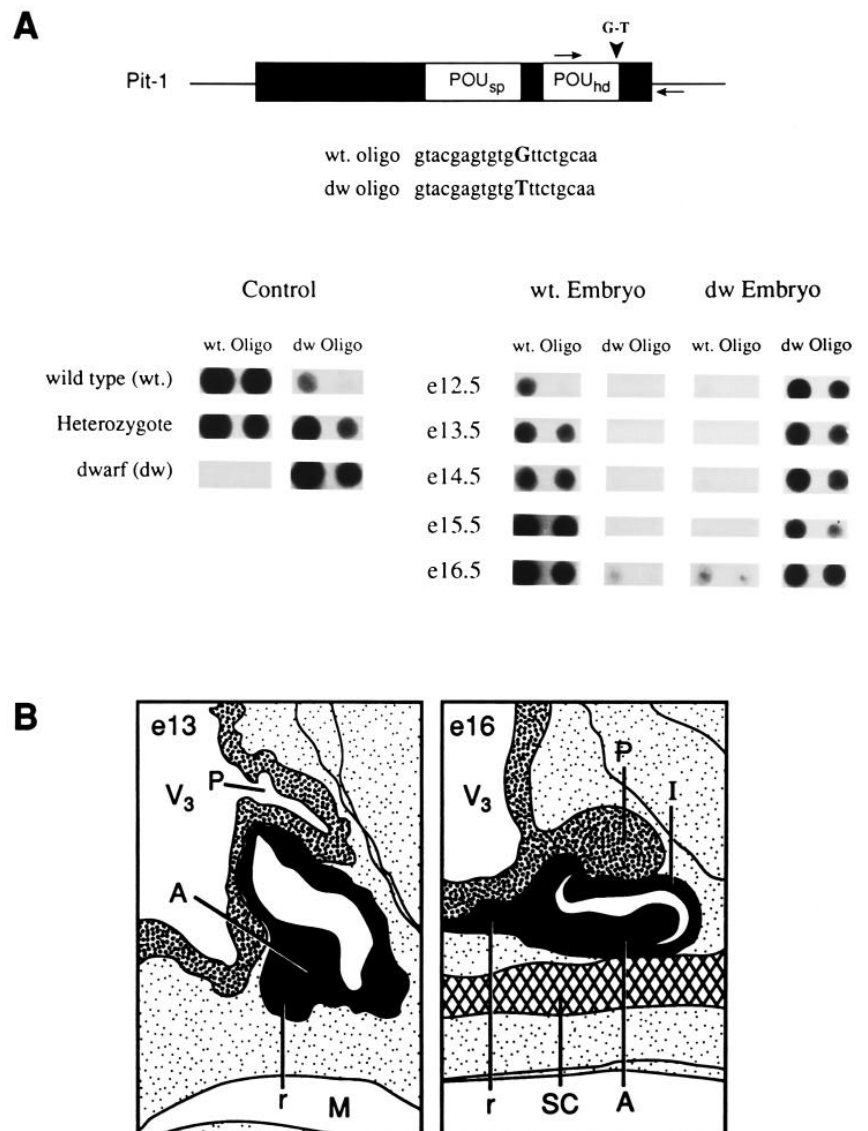 A
G-T
Pit-1 POUsp POUhd
wt. oligo gtacgagtgtgGttctgcaa
dw oligo gtacgagtgtgTttctgcaa
Control
wt. Embryo dw Embryo
wt. Oligo dw Oligo
wt. Oligo dw Oligo wt. Oligo dw Oligo
wild type (wt.)
Heterozygote
dwarf (dw)
e12.5
e13.5
e14.5
e15.5
e16.5
B
e13
P
V3
A
r
M
e16
P
I
V3
r SC A